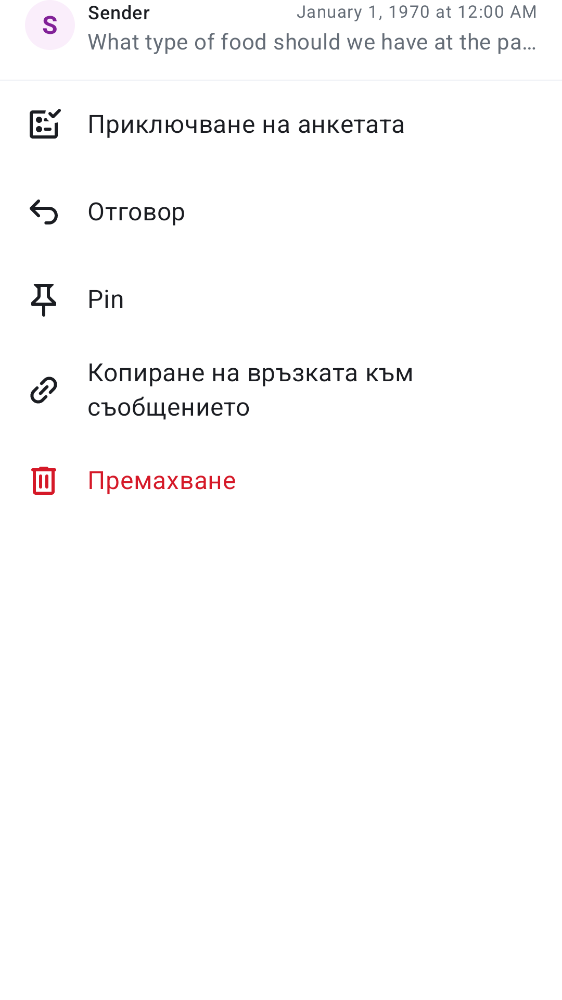 S
Sender
January 1, 1970 at 12:00 AM
What type of food should we have at the pa…
Приключване на анкетата
Отговор
Pin
Копиране на връзката към
съобщението
Премахване